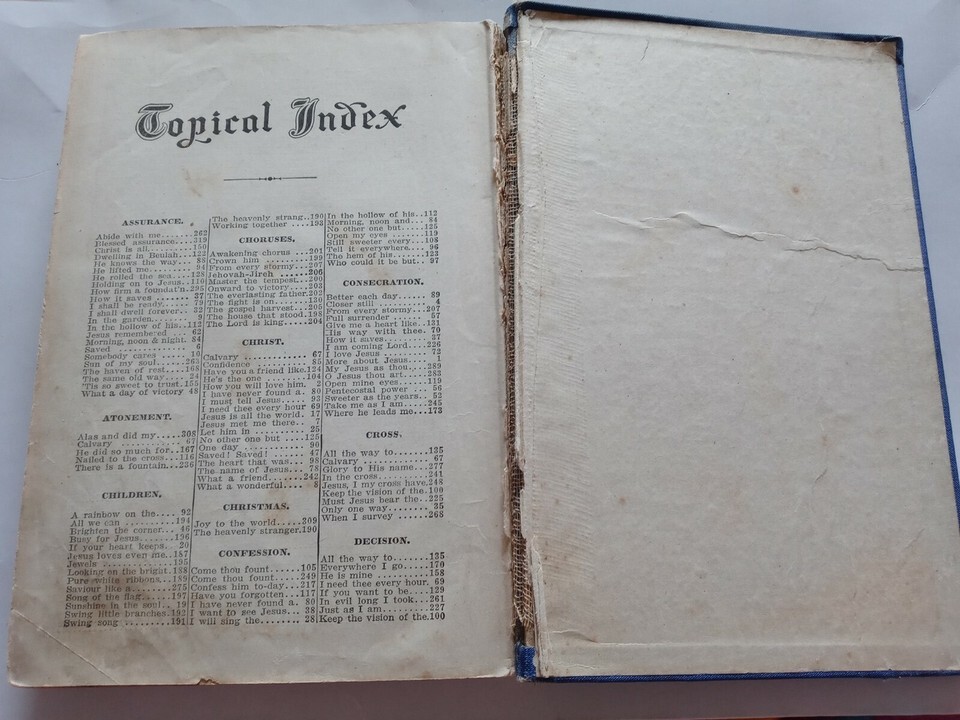 Topical Index
ASSURANCE.
Abide with me......262
Blessed assurance....219
Christ is all.......150
Dwelling in Beulah...122
He knows the way... 88
He lifted me....... 94
He rolled the sea...128
Holding on to Jesus..110
How firm a foundat'n.295
How it saves ....... 37
I shall be ready.... 79
I shall dwell forever.. 32
In the garden....... 9
In the hollow of his..112
Jesus remembered ... 62
Morning, noon & night. 84
Saved .............. 6
Somebody cares ..... 10
Sun of my soul....265
The haven of rest...168
The same old way... 24
Tis so sweet to trust.155
What a day of victory 48
ATONEMENT.
Alas and did my.....308
Calvary ............ 67
He did so much for..167
Nailed to the cross...116
There is a fountain...236
CHILDREN.
A rainbow on the.... 92
All we can ..........194
Brighten the corner... 46
Busy for Jesus.......196
If your heart keeps.. 20
Jesus loves even me..187
Jewels .............195
Looking on the bright.188
Pure white ribbons...189
Saviour like a.......275
Song of the flag.....197
Sunshine in the soul.. 19
Swing little branches.192
Swing song ..........191
The heavenly strang..190
Working together ....193
CHORUSES.
Awakening chorus ...201
Crown him ..........199
From every stormy...207
Jehovah-Jireh ......206
Master the tempest...200
Onward to victory....203
The everlasting father.202
The fight is on.......130
The gospel harvest...205
The house that stood.198
The Lord is king.....204
CHRIST.
Calvary ............. 67
Confidence .......... 85
Have you a friend like.124
He's the one ........104
How you will love him. 2
I have never found a. 80
I must tell Jesus..... 93
I need thee every hour 69
Jesus is all the world. 17
Jesus met me there.. 7
Let him in .......... 25
No other one but ....125
One day ............. 90
Saved! Saved! ....... 47
The heart that was... 98
The name of Jesus... 78
What a friend.......242
What a wonderful.... 8
CHRISTMAS.
Joy to the world.....309
The heavenly stranger.190
CONFESSION.
Come thou fount.....105
Come thou fount.....249
Confess him to-day...217
Have you forgotten...117
I have never found a. 80
I want to see Jesus... 38
I will sing the........ 28
In the hollow of his..112
Morning, noon and... 84
No other one but.....125
Open my eyes .......119
Still sweeter every...108
Tell it everywhere... 96
The hem of his.......123
Who could it be but.. 97
CONSECRATION.
Better each day...... 89
Closer still .......... 4
From every stormy...207
Full surrender ...... 57
Give me a heart like..131
His way with thee. 70
How it saves......... 37
I am coming Lord....226
I love Jesus ......... 72
More about Jesus.... 1
My Jesus as thou....289
O Jesus thou art.....283
Open mine eyes......119
Pentecostal power ... 56
Sweeter as the years.. 52
Take me as I am.....245
Where he leads me...173
CROSS.
All the way to.......135
Calvary ............. 67
Glory to His name...277
In the cross..........241
Jesus, I my cross have.248
Keep the vision of the.100
Must Jesus bear the..225
Only one way........ 35
When I survey ......268
DECISION.
All the way to.......135
Everywhere I go.....170
He is mine ..........158
I need thee every hour. 69
If you want to be....129
In evil long I took...261
Just as I am.........227
Keep the vision of the.100